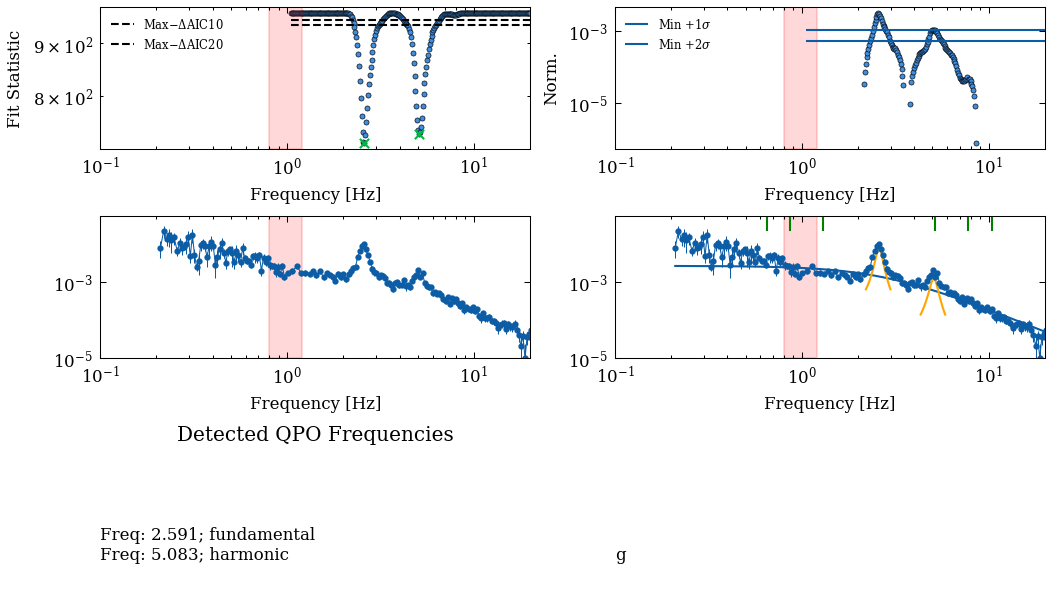 Fit Statistic
9 × 10²
8 × 10²
Max−ΔAIC10
Max−ΔAIC20
10⁻¹ 10⁰ 10¹
Frequency [Hz]
Norm.
10⁻³
10⁻⁵
Min +1σ
Min +2σ
10⁻¹ 10⁰ 10¹
Frequency [Hz]
10⁻³
10⁻⁵
10⁻¹ 10⁰ 10¹
Frequency [Hz]
10⁻³
10⁻⁵
10⁻¹ 10⁰ 10¹
Frequency [Hz]
Detected QPO Frequencies
Freq: 2.591; fundamental
Freq: 5.083; harmonic
g